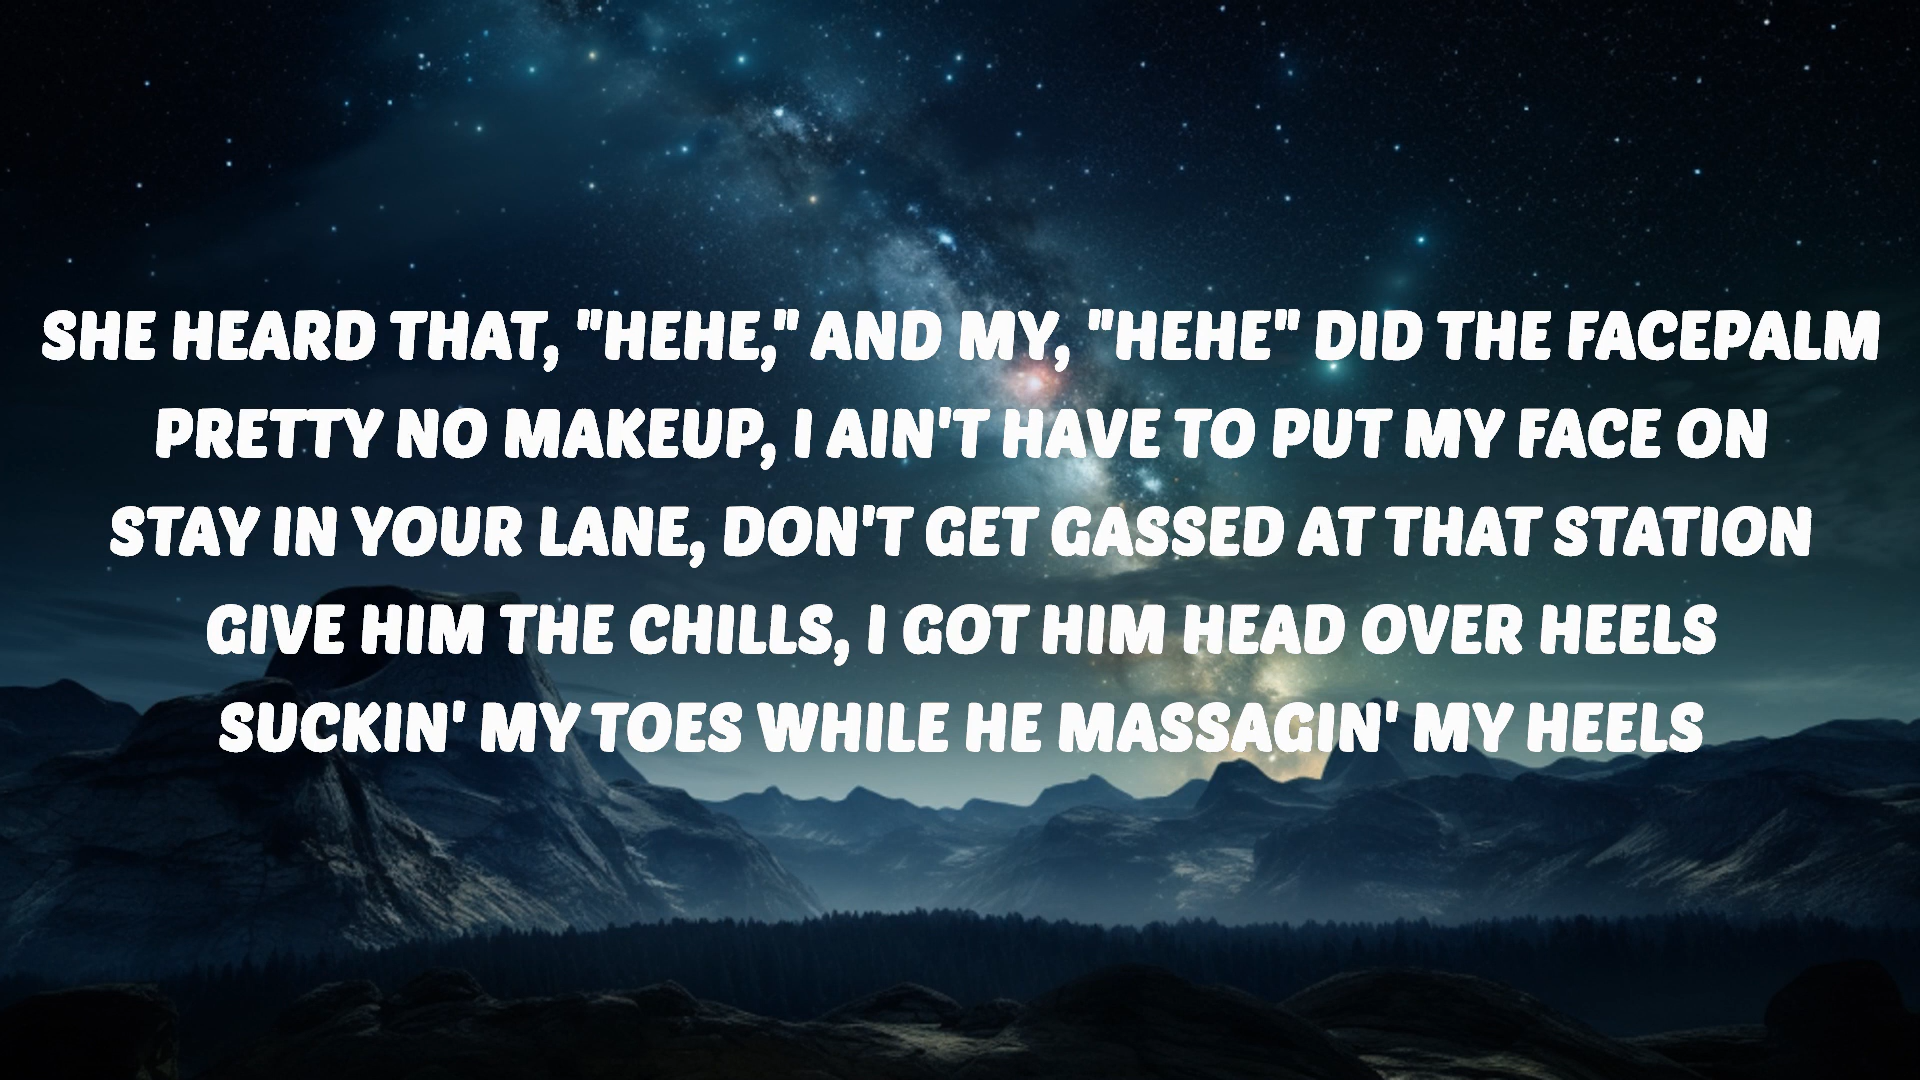 SHE HEARD THAT, "HEHE," AND MY, "HEHE" DID THE FACEPALM
PRETTY NO MAKEUP, I AIN'T HAVE TO PUT MY FACE ON
STAY IN YOUR LANE, DON'T GET GASSED AT THAT STATION
GIVE HIM THE CHILLS, I GOT HIM HEAD OVER HEELS
SUCKIN' MY TOES WHILE HE MASSAGIN' MY HEELS